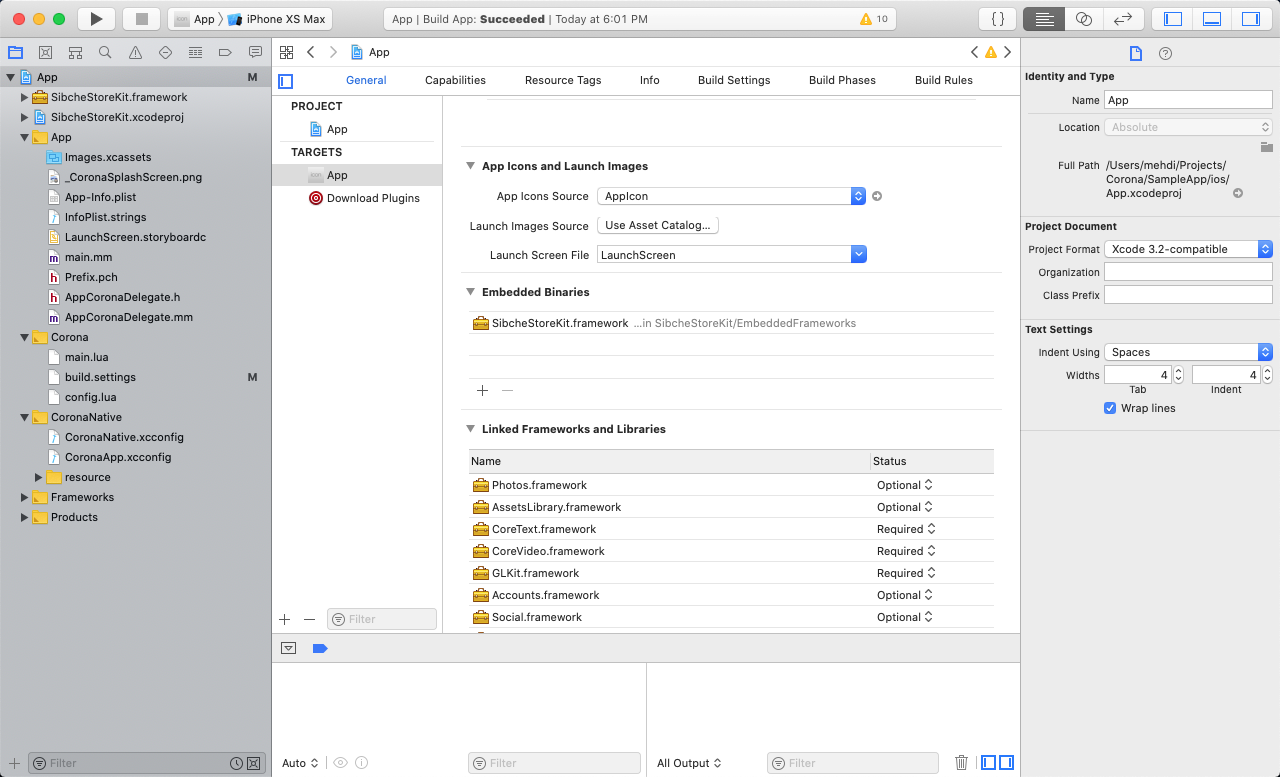 App
iPhone XS Max
App | Build App: Succeeded | Today at 6:01 PM
10
App M
SibcheStoreKit.framework
SibcheStoreKit.xcodeproj
App
Images.xcassets
_CoronaSplashScreen.png
App-Info.plist
InfoPlist.strings
LaunchScreen.storyboardc
main.mm
Prefix.pch
AppCoronaDelegate.h
AppCoronaDelegate.mm
Corona
main.lua
build.settings M
config.lua
CoronaNative
CoronaNative.xcconfig
CoronaApp.xcconfig
resource
Frameworks
Products
Filter
App
General Capabilities Resource Tags Info Build Settings Build Phases Build Rules
PROJECT
App
TARGETS
App
Download Plugins
Filter
App Icons and Launch Images
App Icons Source AppIcon
Launch Images Source Use Asset Catalog...
Launch Screen File LaunchScreen
Embedded Binaries
SibcheStoreKit.framework ...in SibcheStoreKit/EmbeddedFrameworks
Linked Frameworks and Libraries
Name Status
Photos.framework Optional
AssetsLibrary.framework Optional
CoreText.framework Required
CoreVideo.framework Required
GLKit.framework Required
Accounts.framework Optional
Social.framework Optional
Auto
Filter
All Output
Filter
Identity and Type
Name App
Location Absolute
Full Path /Users/mehdi/Projects/
Corona/SampleApp/ios/
App.xcodeproj
Project Document
Project Format Xcode 3.2-compatible
Organization
Class Prefix
Text Settings
Indent Using Spaces
Widths 4 4
Tab Indent
Wrap lines